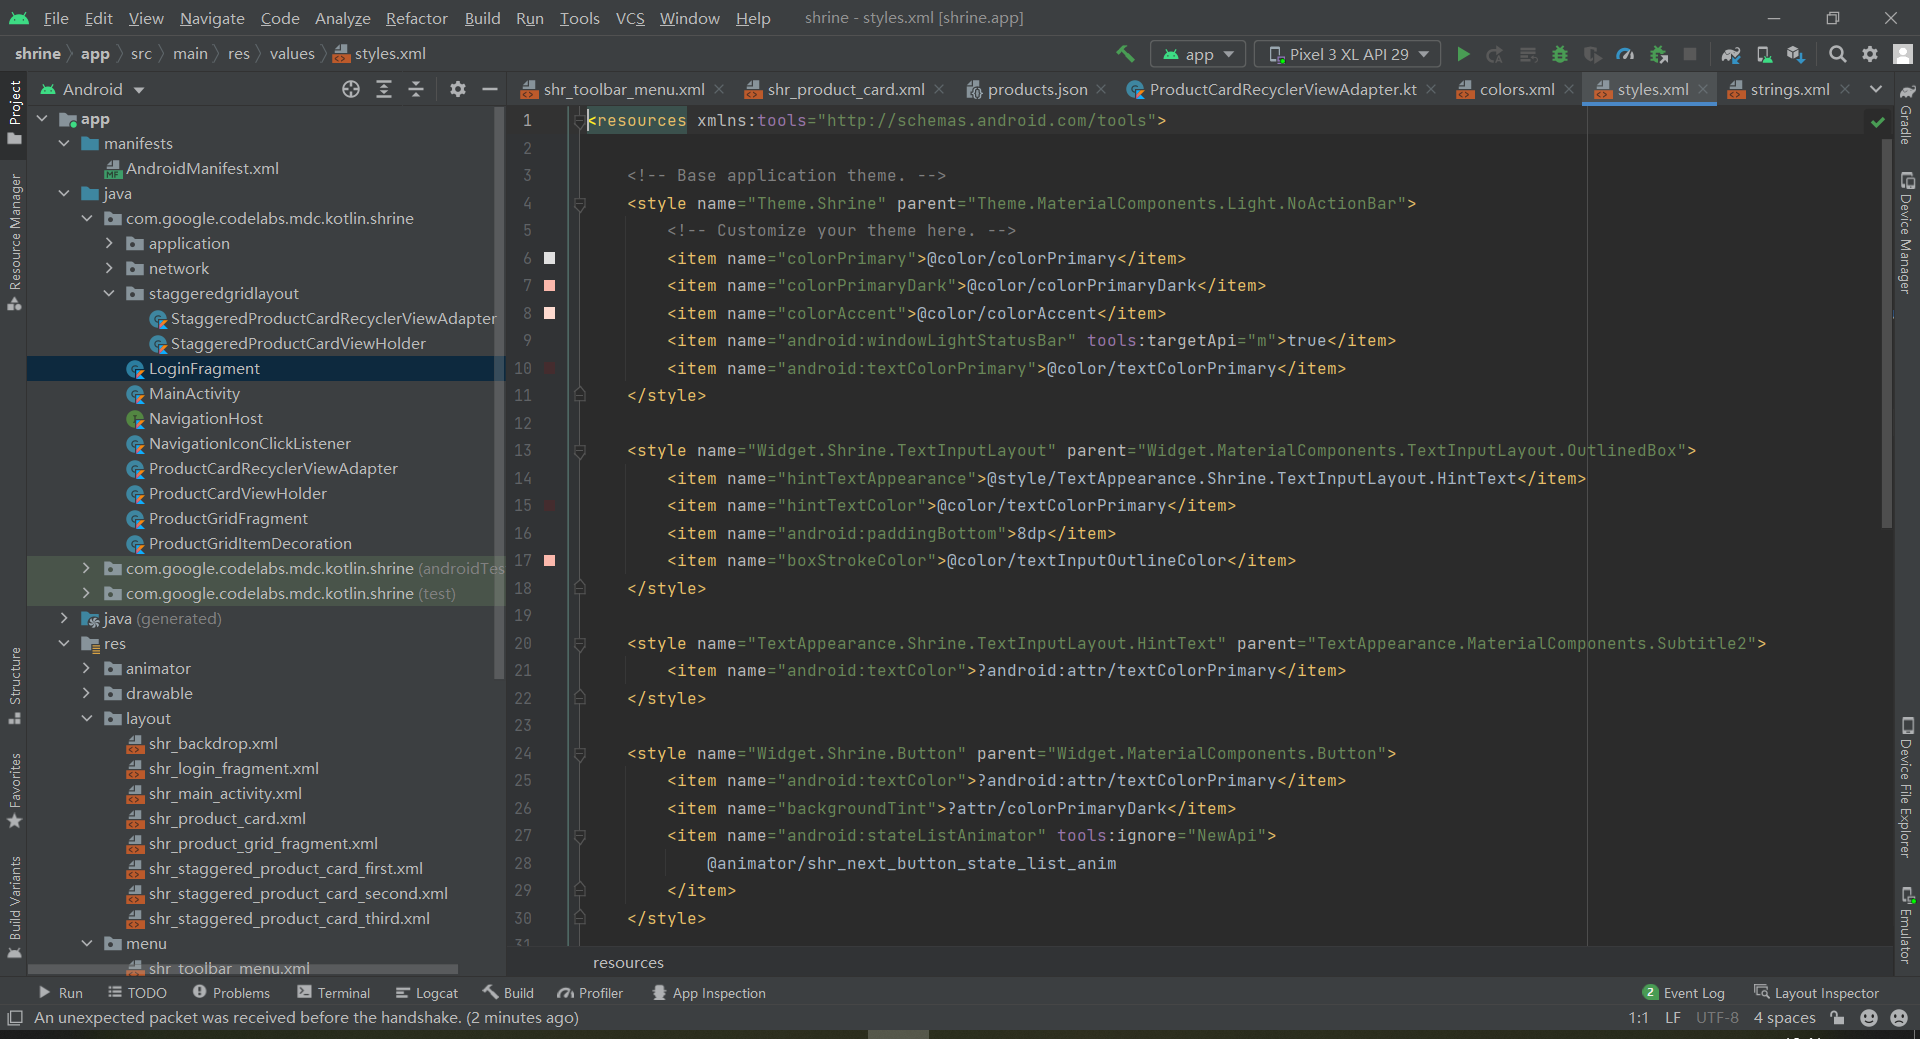 File Edit View Navigate Code Analyze Refactor Build Run Tools VCS Window Help shrine - styles.xml [shrine.app]
shrine app src main res values styles.xml app Pixel 3 XL API 29
Android shr_toolbar_menu.xml shr_product_card.xml products.json ProductCardRecyclerViewAdapter.kt colors.xml styles.xml strings.xml
Project
Resource Manager
Structure
Favorites
Build Variants
app
manifests
AndroidManifest.xml
java
com.google.codelabs.mdc.kotlin.shrine
application
network
staggeredgridlayout
StaggeredProductCardRecyclerViewAdapter
StaggeredProductCardViewHolder
LoginFragment
MainActivity
NavigationHost
NavigationIconClickListener
ProductCardRecyclerViewAdapter
ProductCardViewHolder
ProductGridFragment
ProductGridItemDecoration
com.google.codelabs.mdc.kotlin.shrine (androidTes
com.google.codelabs.mdc.kotlin.shrine (test)
java (generated)
res
animator
drawable
layout
shr_backdrop.xml
shr_login_fragment.xml
shr_main_activity.xml
shr_product_card.xml
shr_product_grid_fragment.xml
shr_staggered_product_card_first.xml
shr_staggered_product_card_second.xml
shr_staggered_product_card_third.xml
menu
shr_toolbar_menu.xml
1 <resources xmlns:tools="http://schemas.android.com/tools">
2
3 <!-- Base application theme. -->
4 <style name="Theme.Shrine" parent="Theme.MaterialComponents.Light.NoActionBar">
5 <!-- Customize your theme here. -->
6 <item name="colorPrimary">@color/colorPrimary</item>
7 <item name="colorPrimaryDark">@color/colorPrimaryDark</item>
8 <item name="colorAccent">@color/colorAccent</item>
9 <item name="android:windowLightStatusBar" tools:targetApi="m">true</item>
10 <item name="android:textColorPrimary">@color/textColorPrimary</item>
11 </style>
12
13 <style name="Widget.Shrine.TextInputLayout" parent="Widget.MaterialComponents.TextInputLayout.OutlinedBox">
14 <item name="hintTextAppearance">@style/TextAppearance.Shrine.TextInputLayout.HintText</item>
15 <item name="hintTextColor">@color/textColorPrimary</item>
16 <item name="android:paddingBottom">8dp</item>
17 <item name="boxStrokeColor">@color/textInputOutlineColor</item>
18 </style>
19
20 <style name="TextAppearance.Shrine.TextInputLayout.HintText" parent="TextAppearance.MaterialComponents.Subtitle2">
21 <item name="android:textColor">?android:attr/textColorPrimary</item>
22 </style>
23
24 <style name="Widget.Shrine.Button" parent="Widget.MaterialComponents.Button">
25 <item name="android:textColor">?android:attr/textColorPrimary</item>
26 <item name="backgroundTint">?attr/colorPrimaryDark</item>
27 <item name="android:stateListAnimator" tools:ignore="NewApi">
28 @animator/shr_next_button_state_list_anim
29 </item>
30 </style>
31
resources
Gradle
Device Manager
Device File Explorer
Emulator
Run TODO Problems Terminal Logcat Build Profiler App Inspection 2 Event Log Layout Inspector
An unexpected packet was received before the handshake. (2 minutes ago) 1:1 LF UTF-8 4 spaces